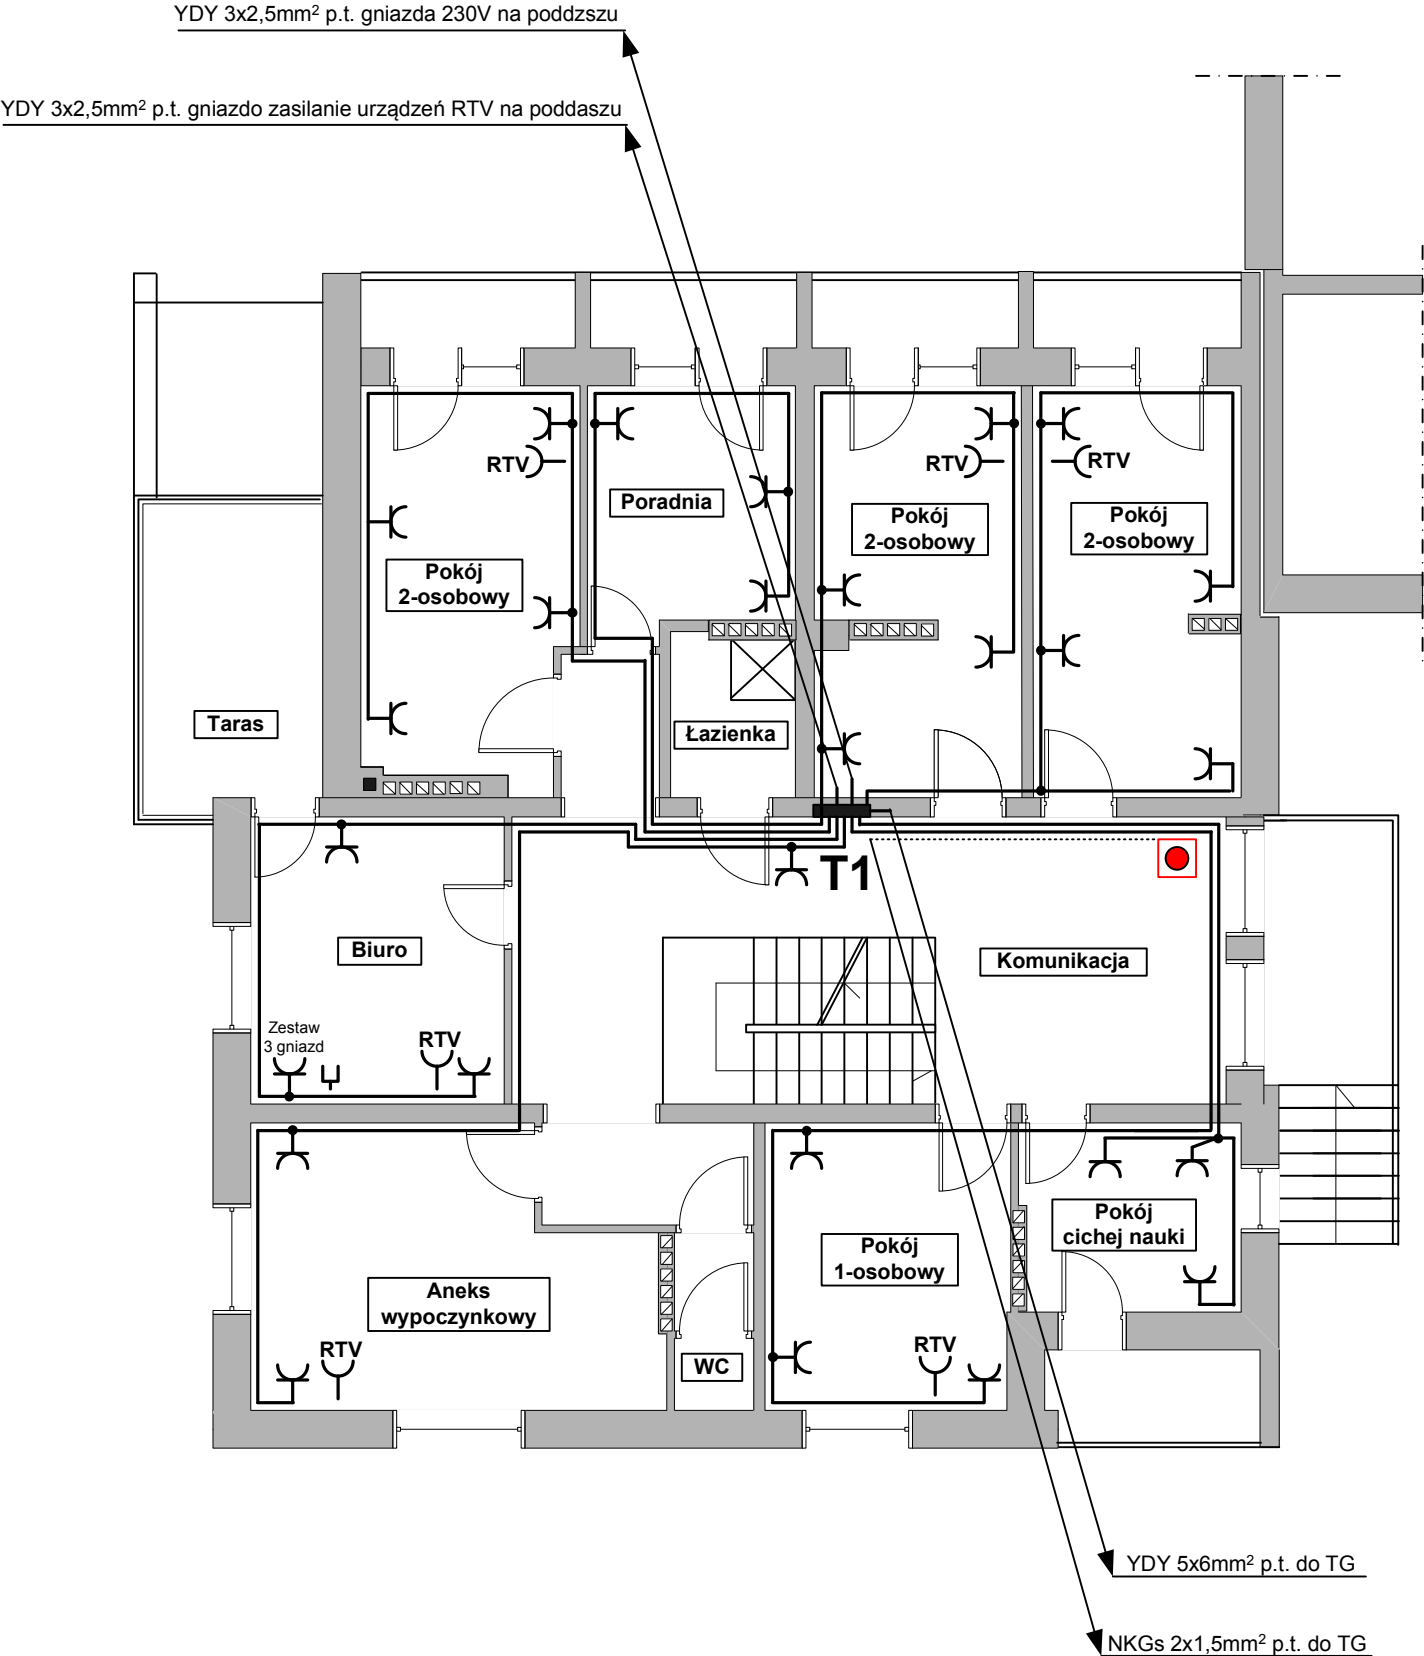 YDY 3x2,5mm² p.t. gniazda 230V na poddzszu
YDY 3x2,5mm² p.t. gniazdo zasilanie urządzeń RTV na poddaszu
RTV
RTV
RTV
Poradnia
Pokój
2-osobowy
Pokój
2-osobowy
Pokój
2-osobowy
Taras
Łazienka
T1
Biuro
Komunikacja
Zestaw
3 gniazd
RTV
Pokój
cichej nauki
Pokój
1-osobowy
Aneks
wypoczynkowy
RTV
RTV
WC
YDY 5x6mm² p.t. do TG
NKGs 2x1,5mm² p.t. do TG